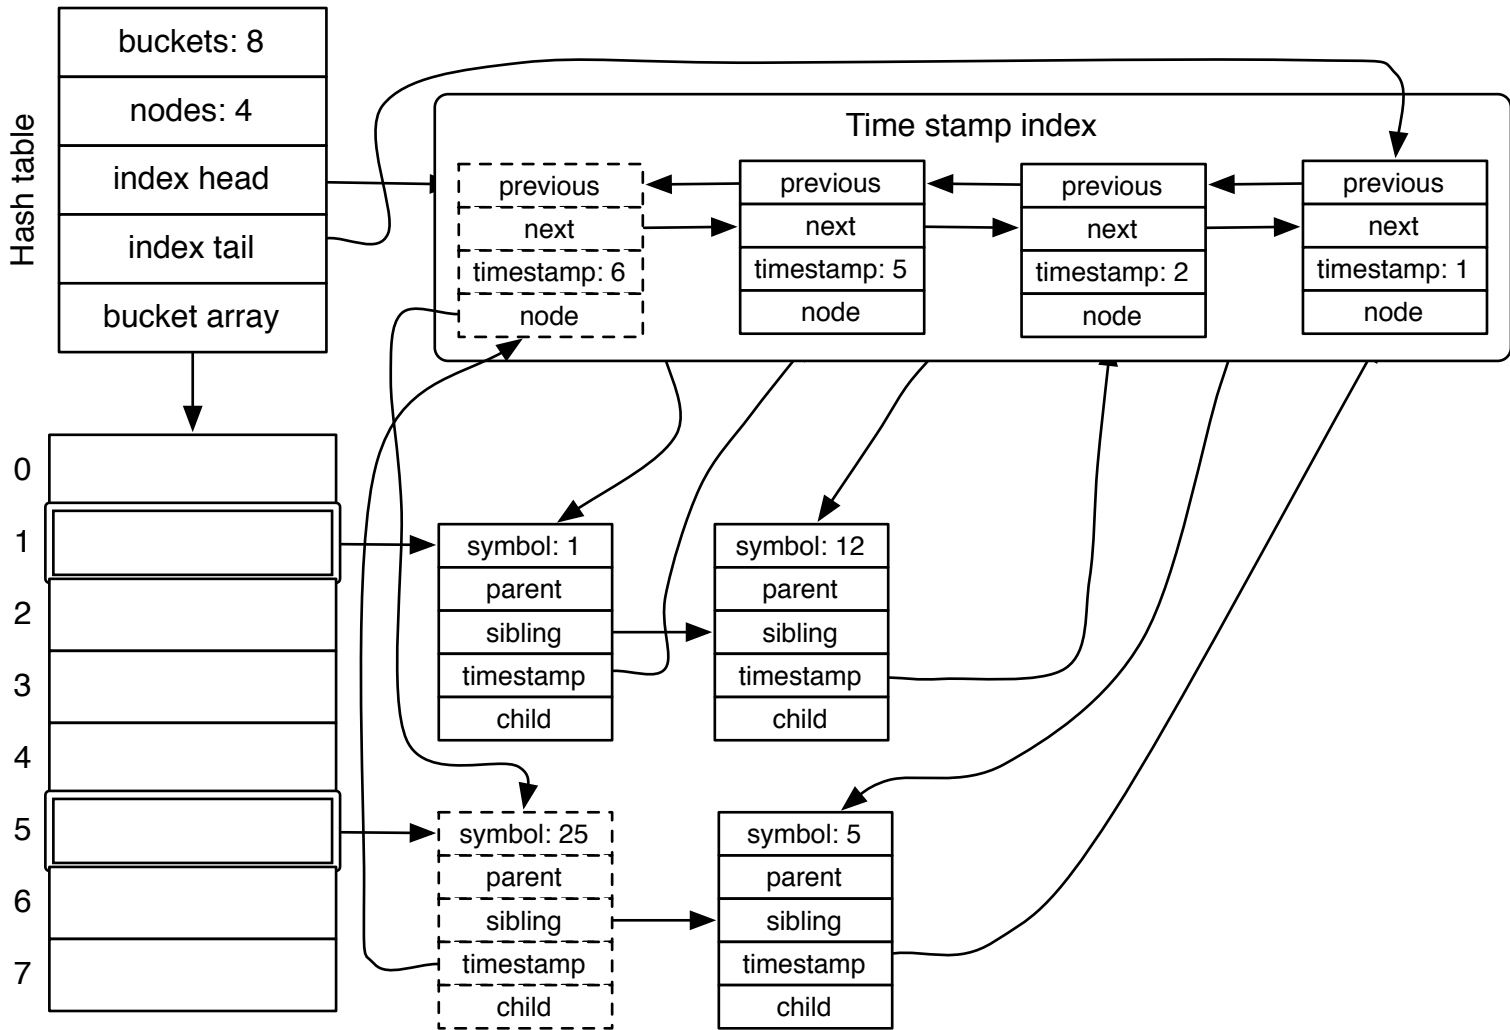 Hash table
buckets: 8
nodes: 4
index head
index tail
bucket array
Time stamp index
previous
next
timestamp: 6
node
previous
next
timestamp: 5
node
previous
next
timestamp: 2
node
previous
next
timestamp: 1
node
0
1
2
3
4
5
6
7
symbol: 1
parent
sibling
timestamp
child
symbol: 12
parent
sibling
timestamp
child
symbol: 25
parent
sibling
timestamp
child
symbol: 5
parent
sibling
timestamp
child